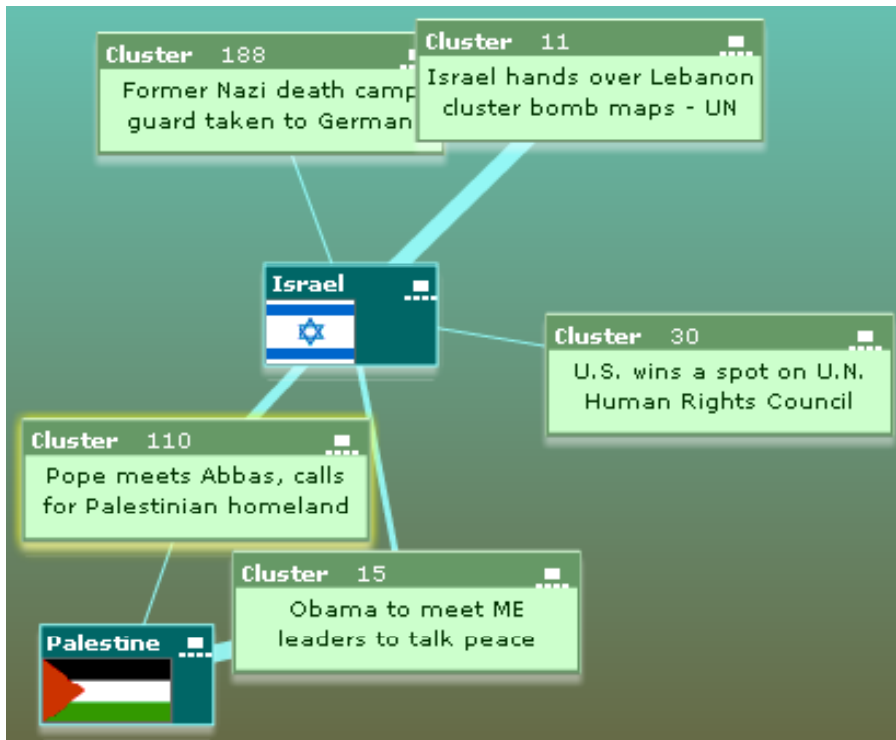 Cluster 188
Former Nazi death camp
guard taken to German
Cluster 11
Israel hands over Lebanon
cluster bomb maps - UN
Israel
Cluster 30
U.S. wins a spot on U.N.
Human Rights Council
Cluster 110
Pope meets Abbas, calls
for Palestinian homeland
Cluster 15
Obama to meet ME
leaders to talk peace
Palestine